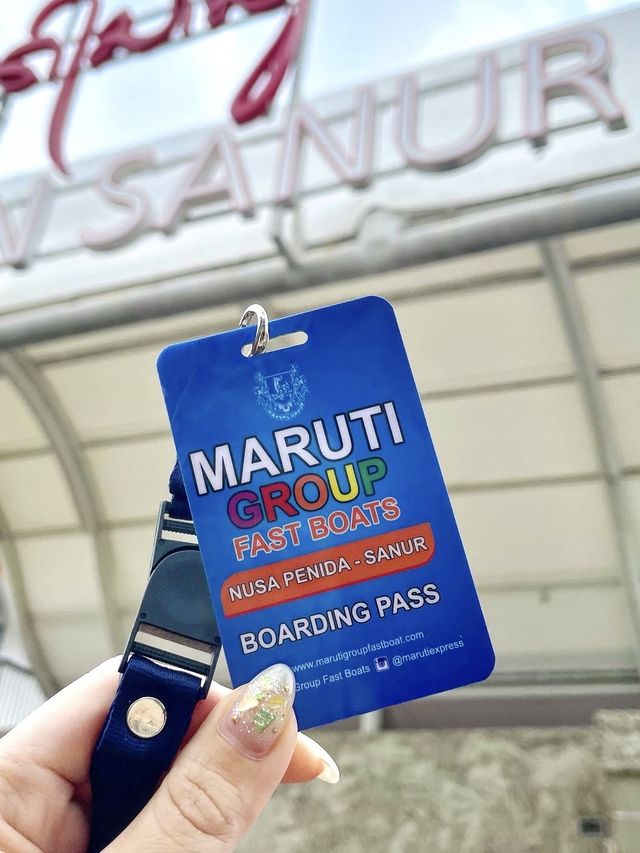 SANUR
MARUTI
GROUP
FAST BOATS
NUSA PENIDA - SANUR
BOARDING PASS
www.marutigroupfastboat.com
Group Fast Boats @marutiexpress